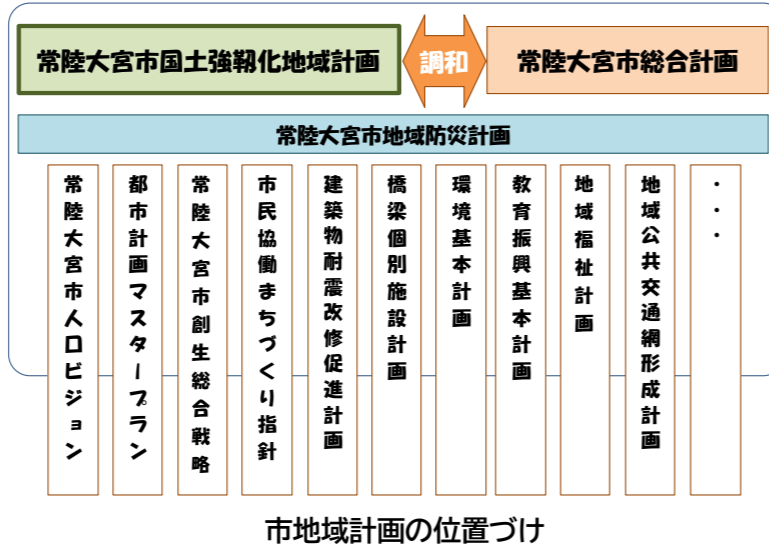 常陸大宮市国土強靱化地域計画
調和
常陸大宮市総合計画
常陸大宮市地域防災計画
常陸大宮市人口ビジョン
都市計画マスタープラン
常陸大宮市創生総合戦略
市民協働まちづくり指針
建築物耐震改修促進計画
橋梁個別施設計画
環境基本計画
教育振興基本計画
地域福祉計画
地域公共交通網形成計画
・・・
市地域計画の位置づけ